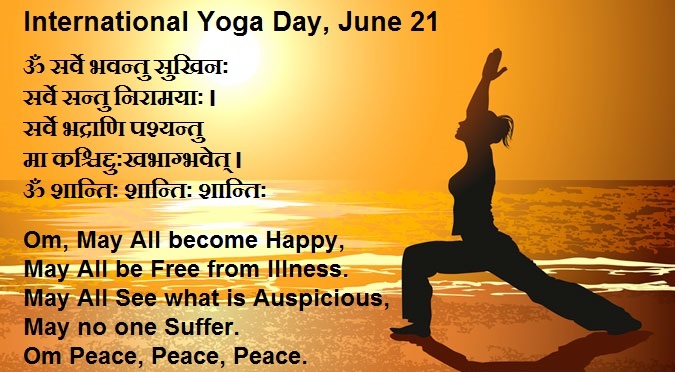 International Yoga Day, June 21
ॐ सर्वे भवन्तु सुखिनः
सर्वे सन्तु निरामयाः ।
सर्वे भद्राणि पश्यन्तु
मा कश्चिद्दुःखभाग्भवेत् ।
ॐ शान्तिः शान्तिः शान्तिः
Om, May All become Happy,
May All be Free from Illness.
May All See what is Auspicious,
May no one Suffer.
Om Peace, Peace, Peace.